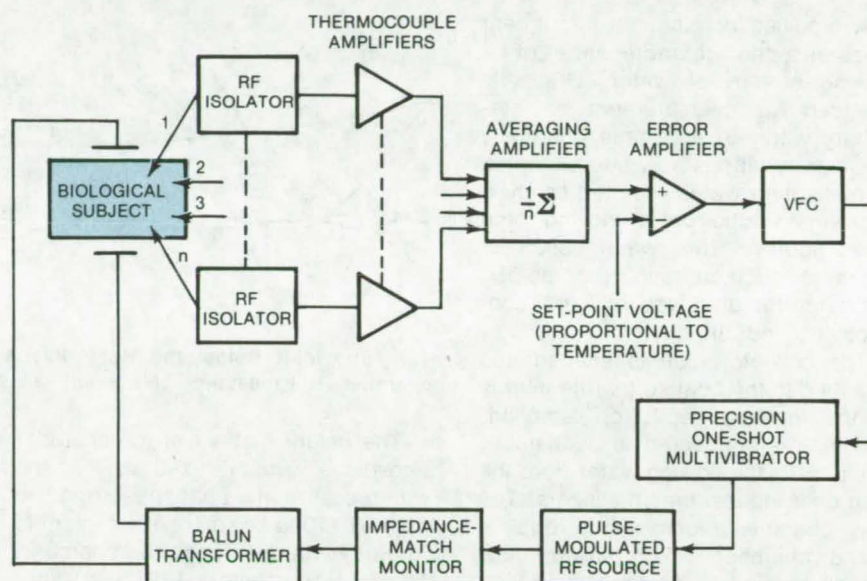 THERMOCOUPLE
AMPLIFIERS
RF
ISOLATOR
1
2
3
n
BIOLOGICAL
SUBJECT
RF
ISOLATOR
AVERAGING
AMPLIFIER
1/n Σ
ERROR
AMPLIFIER
+
VFC
SET-POINT VOLTAGE
(PROPORTIONAL TO
TEMPERATURE)
PRECISION
ONE-SHOT
MULTIVIBRATOR
BALUN
TRANSFORMER
IMPEDANCE-
MATCH
MONITOR
PULSE-
MODULATED
RF SOURCE